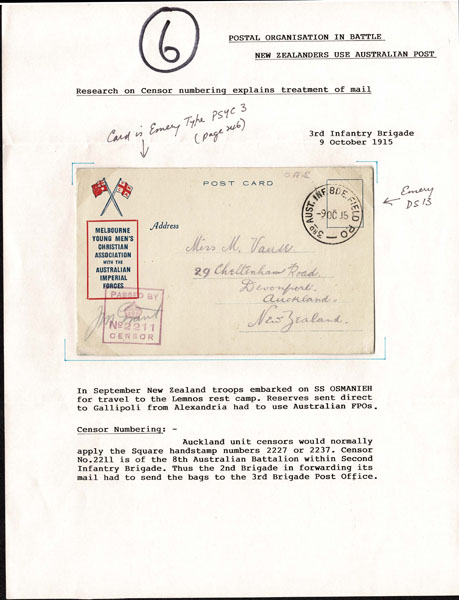 6
POSTAL ORGANISATION IN BATTLE
NEW ZEALANDERS USE AUSTRALIAN POST
Research on Censor numbering explains treatment of mail
Card is Emery Type PSYC 3
(page 246)
3rd Infantry Brigade
9 October 1915
POST CARD
Emery
DS13
3RD AUST. INF. BDE FIELD P.O.
-9 OC 15
MELBOURNE
YOUNG MEN'S
CHRISTIAN
ASSOCIATION
WITH THE
AUSTRALIAN
IMPERIAL
FORCES
Address
Miss M.
29 Cheltenham Road
Devonport.
Auckland.
New Zealand.
PASSED BY
No 2211
CENSOR
In September New Zealand troops embarked on SS OSMANIEH
for travel to the Lemnos rest camp. Reserves sent direct
to Gallipoli from Alexandria had to use Australian FPOs.
Censor Numbering: -
Auckland unit censors would normally
apply the Square handstamp numbers 2227 or 2237. Censor
No.2211 is of the 8th Australian Battalion within Second
Infantry Brigade. Thus the 2nd Brigade in forwarding its
mail had to send the bags to the 3rd Brigade Post Office.